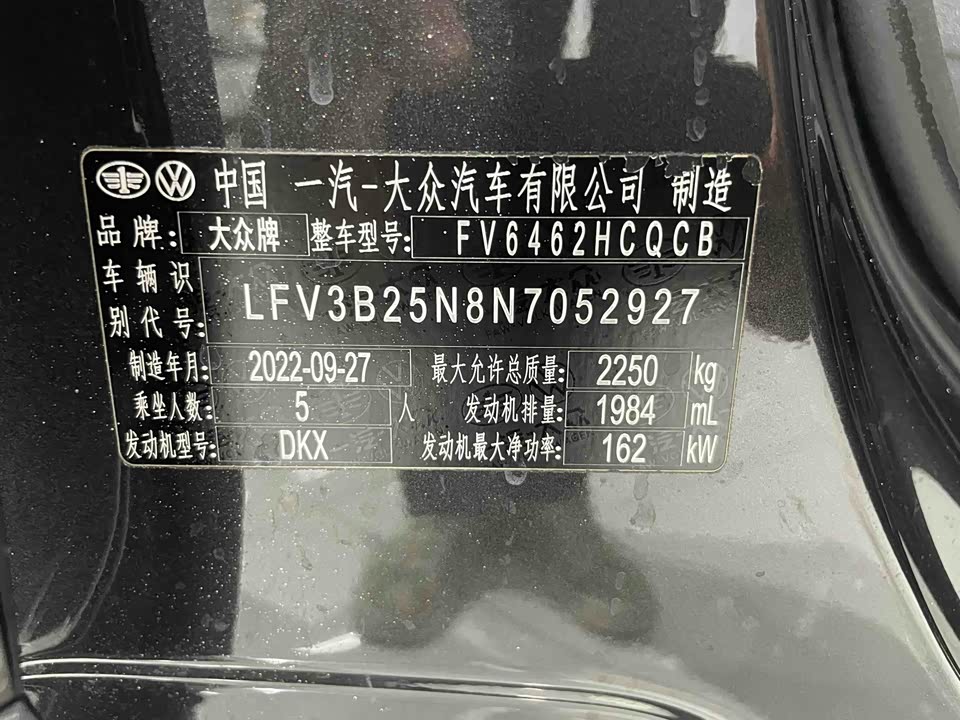 中国 一汽-大众汽车有限公司 制造
品牌: 大众牌 整车型号: FV6462HCQCB
车辆识别代号: LFV3B25N8N7052927
制造年月: 2022-09-27 最大允许总质量: 2250 kg
乘坐人数: 5 人 发动机排量: 1984 mL
发动机型号: DKX 发动机最大净功率: 162 kW